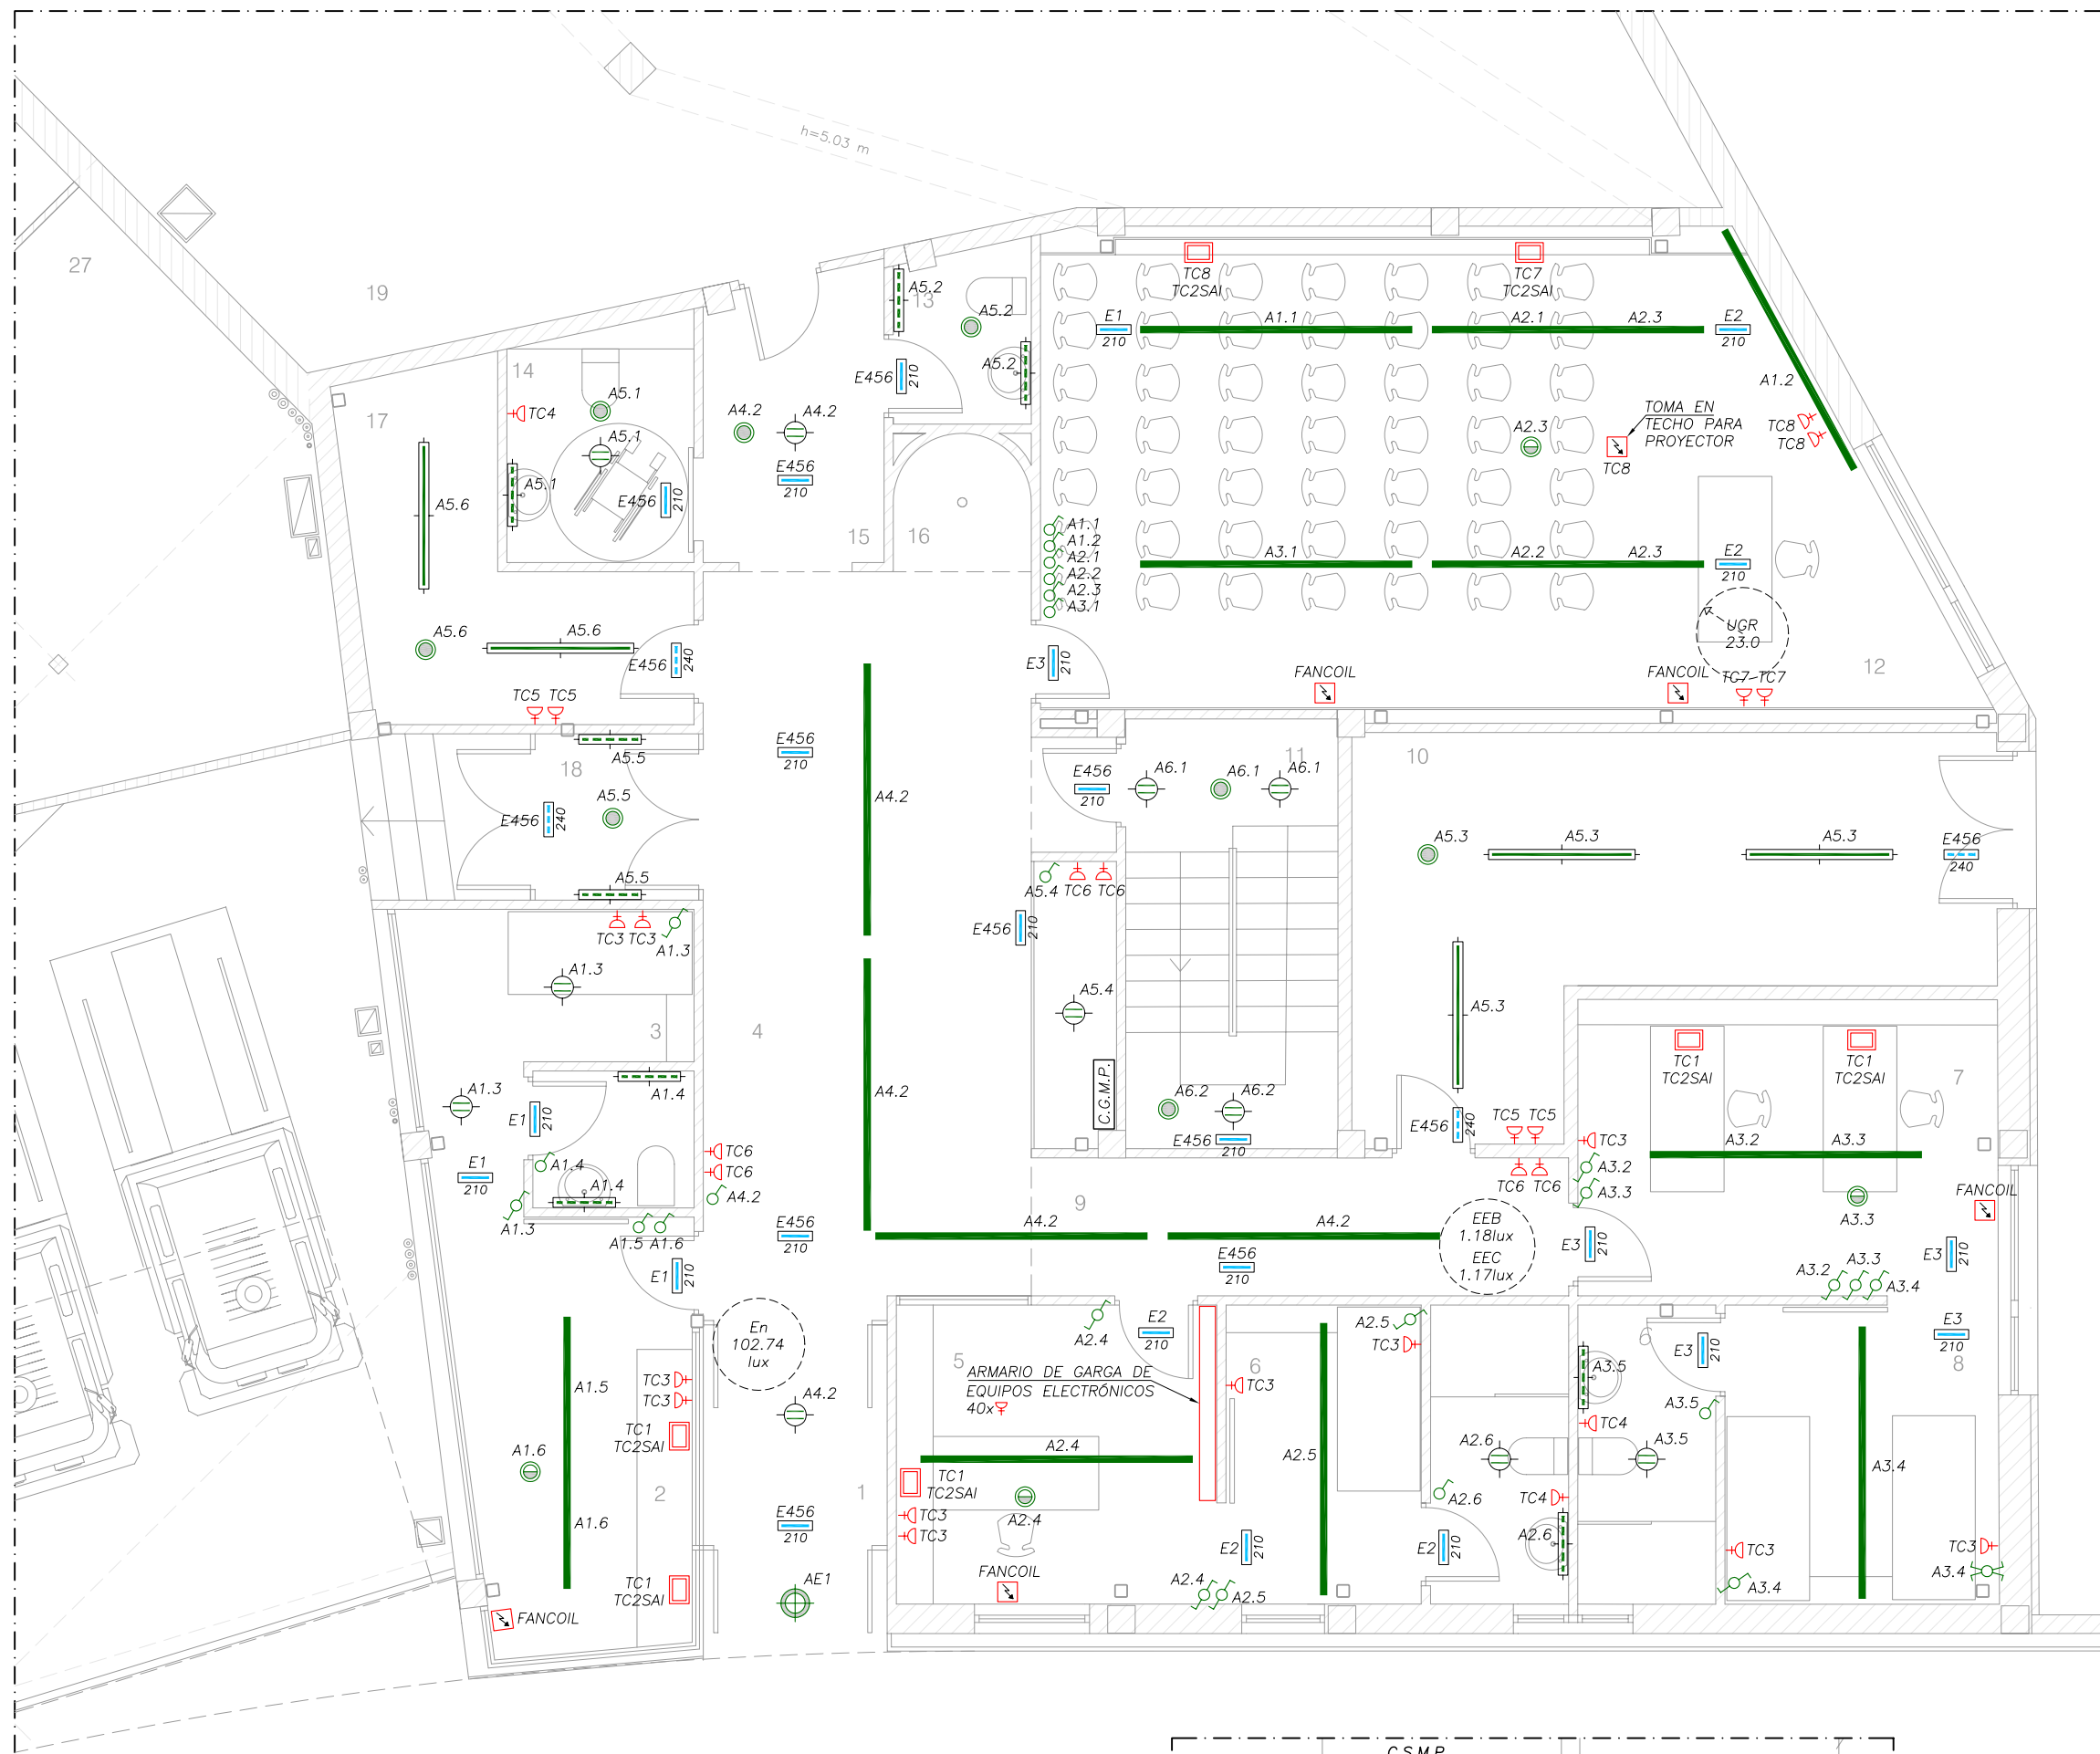 h=5.03 m
27
19
A5.2
13
A5.2
TC8
TC2SAI
TC7
TC2SAI
E1
210
A1.1
A2.1
A2.3
E2
210
14
A5.1
E456
210
A5.2
A1.2
17
TC4
A4.2
A4.2
TOMA EN
TECHO PARA
PROYECTOR
TC8
TC8
TC8
A2.3
A5.1
A5.1
E456
210
E456
210
A5.6
15
16
A1.1
A1.2
A2.1
A2.2
A2.3
A3.1
A3.1
A2.2
A2.3
E2
210
UGR
23.0
A5.6
A5.6
E456
240
E3
210
FANCOIL
FANCOIL
TC7
TC7
12
TC5
TC5
E456
210
A5.5
18
A5.5
E456
240
A5.5
A4.2
11
10
E456
210
A6.1
A6.1
A6.1
A5.3
A5.3
A5.3
E456
240
A5.4
TC6
TC6
E456
210
TC3
TC3
A1.3
A1.3
A5.4
A5.3
3
4
A4.2
C.G.M.P.
TC1
TC2SAI
TC1
TC2SAI
7
A1.3
E1
210
A1.4
A6.2
A6.2
E456
210
E456
240
TC5
TC5
TC3
A3.2
A3.3
E1
210
A1.4
A1.4
TC6
TC6
A4.2
TC6
TC6
A3.2
A3.3
A3.3
FANCOIL
A1.3
A1.5
A1.6
9
E456
210
A4.2
A4.2
EEB
1.18lux
EEC
1.17lux
E3
210
E3
210
E1
210
E456
210
A3.2
A3.3
A3.4
En
102.74
lux
A2.4
E2
210
A2.5
TC3
6
E3
210
E3
210
8
5
ARMARIO DE GARGA DE
EQUIPOS ELECTRÓNICOS
40x
6
TC3
A3.5
A1.5
TC3
TC3
A4.2
TC4
A3.5
TC1
TC2SAI
A1.6
A2.4
A2.5
A2.6
A3.5
A3.4
TC1
TC2SAI
2
1
A2.6
TC4
A1.6
E456
210
TC3
TC3
A2.4
E2
210
E2
210
A2.6
TC3
TC3
FANCOIL
TC1
TC2SAI
AE1
A2.4
A2.5
A3.4
A3.4
FANCOIL